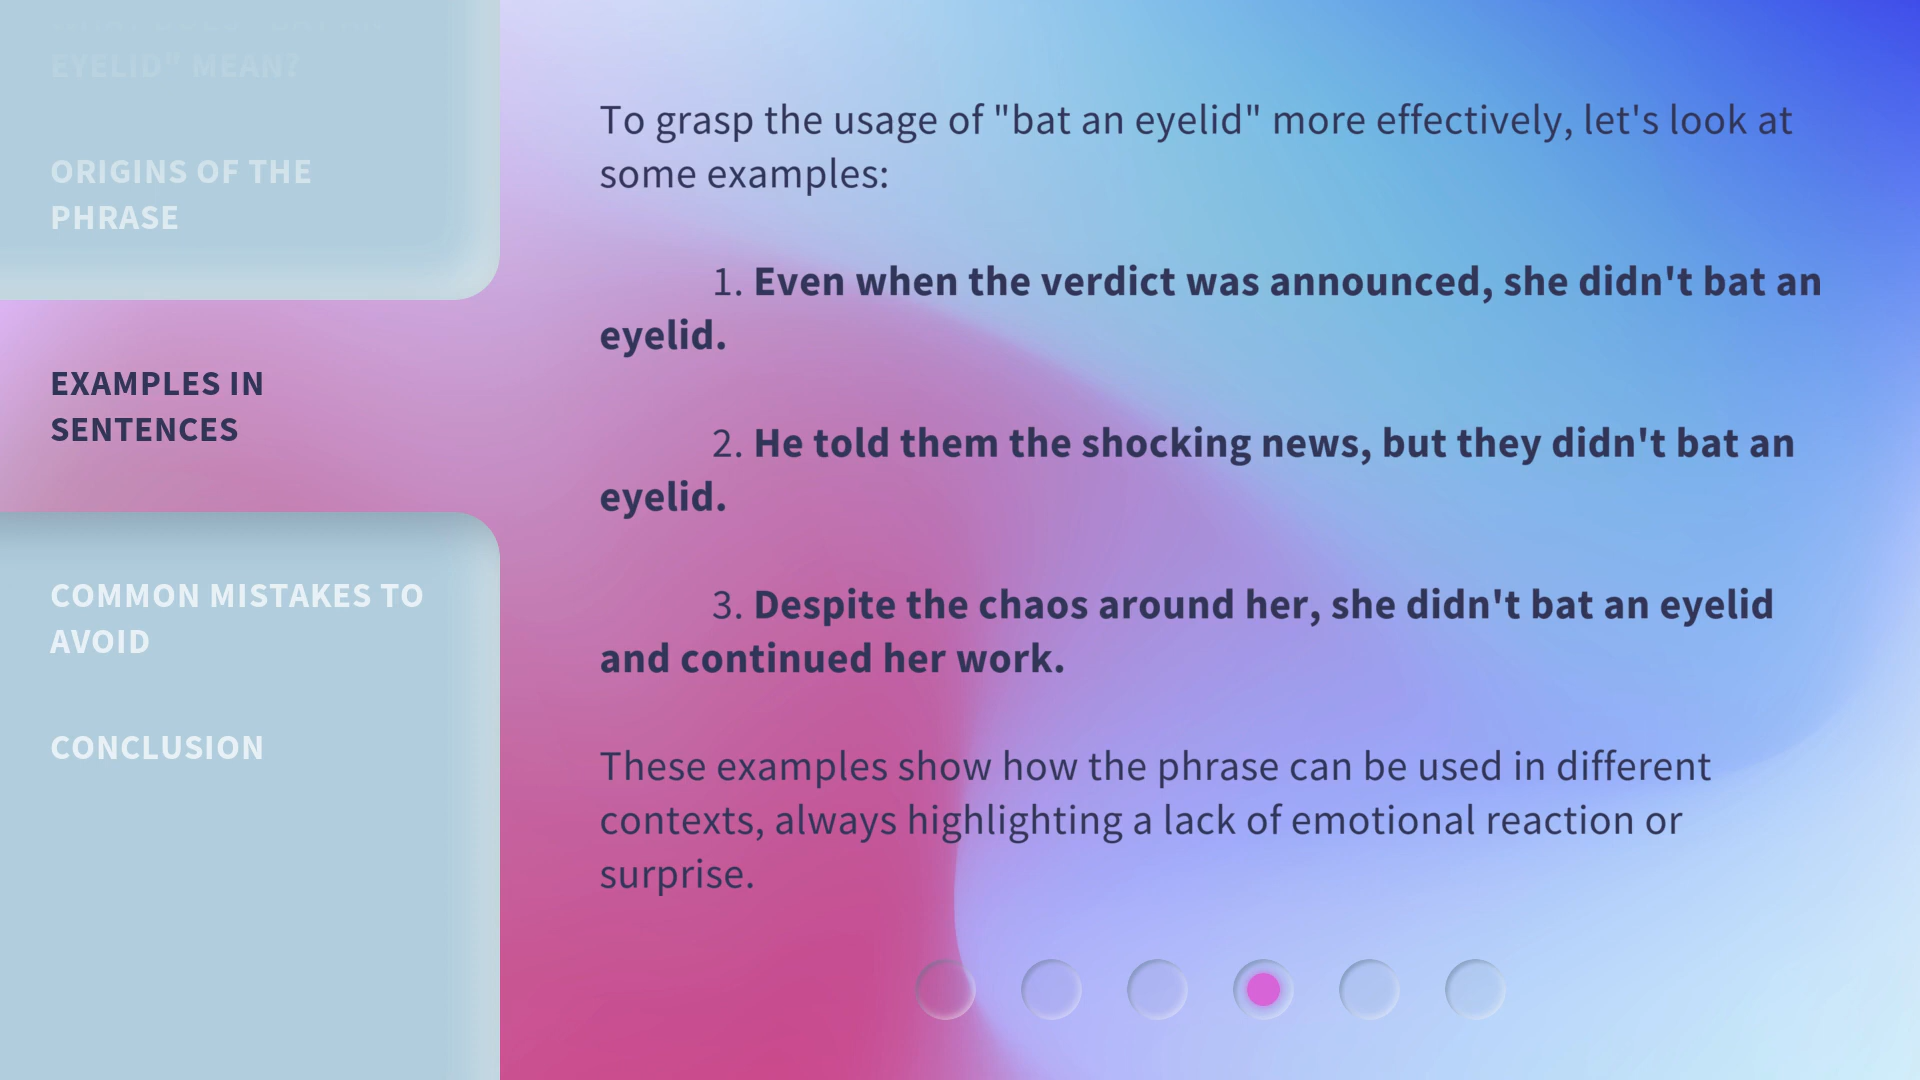 EYELID" MEAN?
ORIGINS OF THE
PHRASE
EXAMPLES IN
SENTENCES
COMMON MISTAKES TO
AVOID
CONCLUSION
To grasp the usage of "bat an eyelid" more effectively, let's look at
some examples:
1. Even when the verdict was announced, she didn't bat an
eyelid.
2. He told them the shocking news, but they didn't bat an
eyelid.
3. Despite the chaos around her, she didn't bat an eyelid
and continued her work.
These examples show how the phrase can be used in different
contexts, always highlighting a lack of emotional reaction or
surprise.